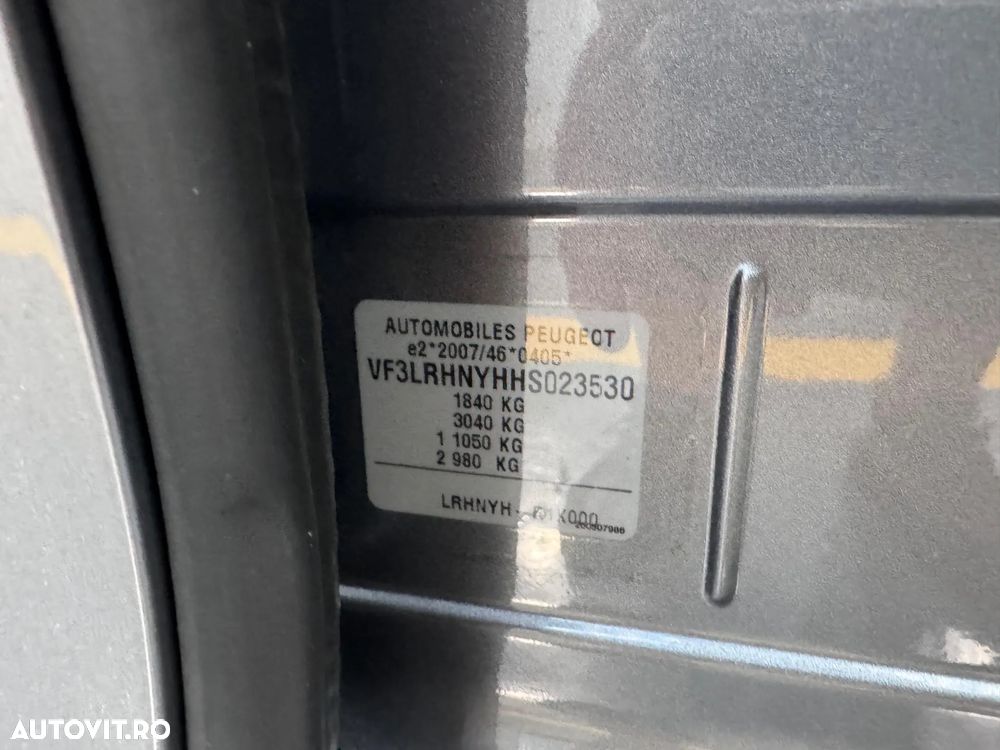 AUTOMOBILES PEUGEOT
e2*2007/46*0405*
VF3LRHNYHHS023530
1840 KG
3040 KG
1 1050 KG
2 980 KG
LRHNYH-
AUTOVIT.RO